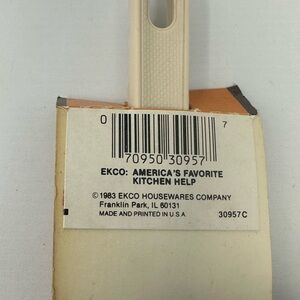 0 7
70950 30957
EKCO: AMERICA'S FAVORITE
KITCHEN HELP
© 1983 EKCO HOUSEWARES COMPANY
Franklin Park, IL 60131
MADE AND PRINTED IN U.S.A. 30957C